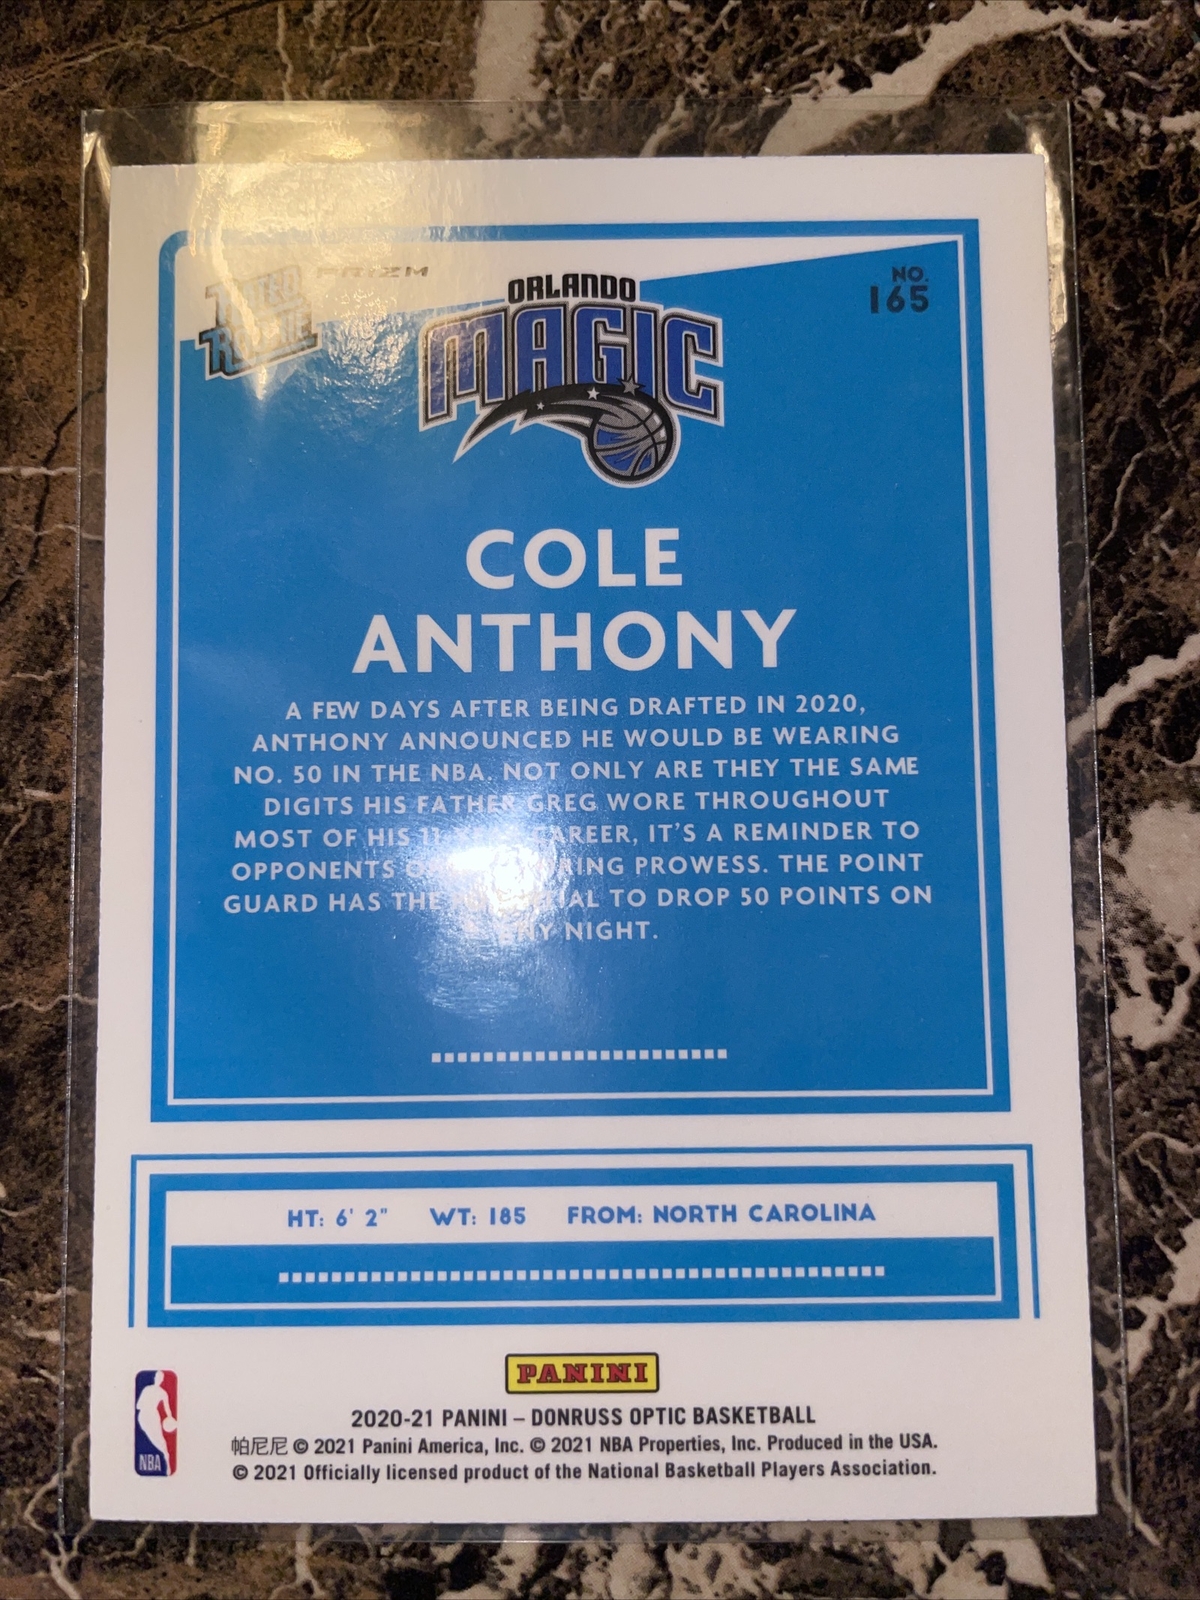 RATED
ROOKIE
PRIZM
NO.
165
ORLANDO
MAGIC
COLE
ANTHONY
A FEW DAYS AFTER BEING DRAFTED IN 2020,
ANTHONY ANNOUNCED HE WOULD BE WEARING
NO. 50 IN THE NBA. NOT ONLY ARE THEY THE SAME
DIGITS HIS FATHER GREG WORE THROUGHOUT
MOST OF HIS 11 CAREER, IT'S A REMINDER TO
OPPONENTS PROWESS. THE POINT
GUARD HAS THE TO DROP 50 POINTS ON
NIGHT.
HT: 6' 2" WT: 185 FROM: NORTH CAROLINA
PANINI
NBA
2020-21 PANINI – DONRUSS OPTIC BASKETBALL
帕尼尼 © 2021 Panini America, Inc. © 2021 NBA Properties, Inc. Produced in the USA.
© 2021 Officially licensed product of the National Basketball Players Association.